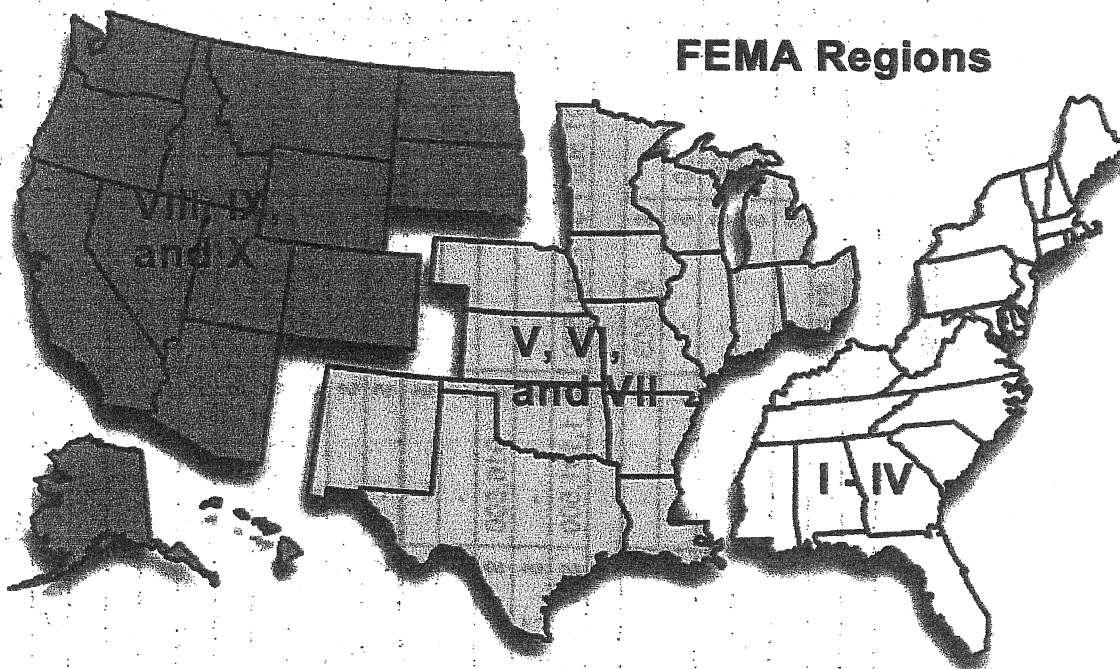 FEMA Regions
VIII, IX,
and X
V, VI,
and VII
I - IV